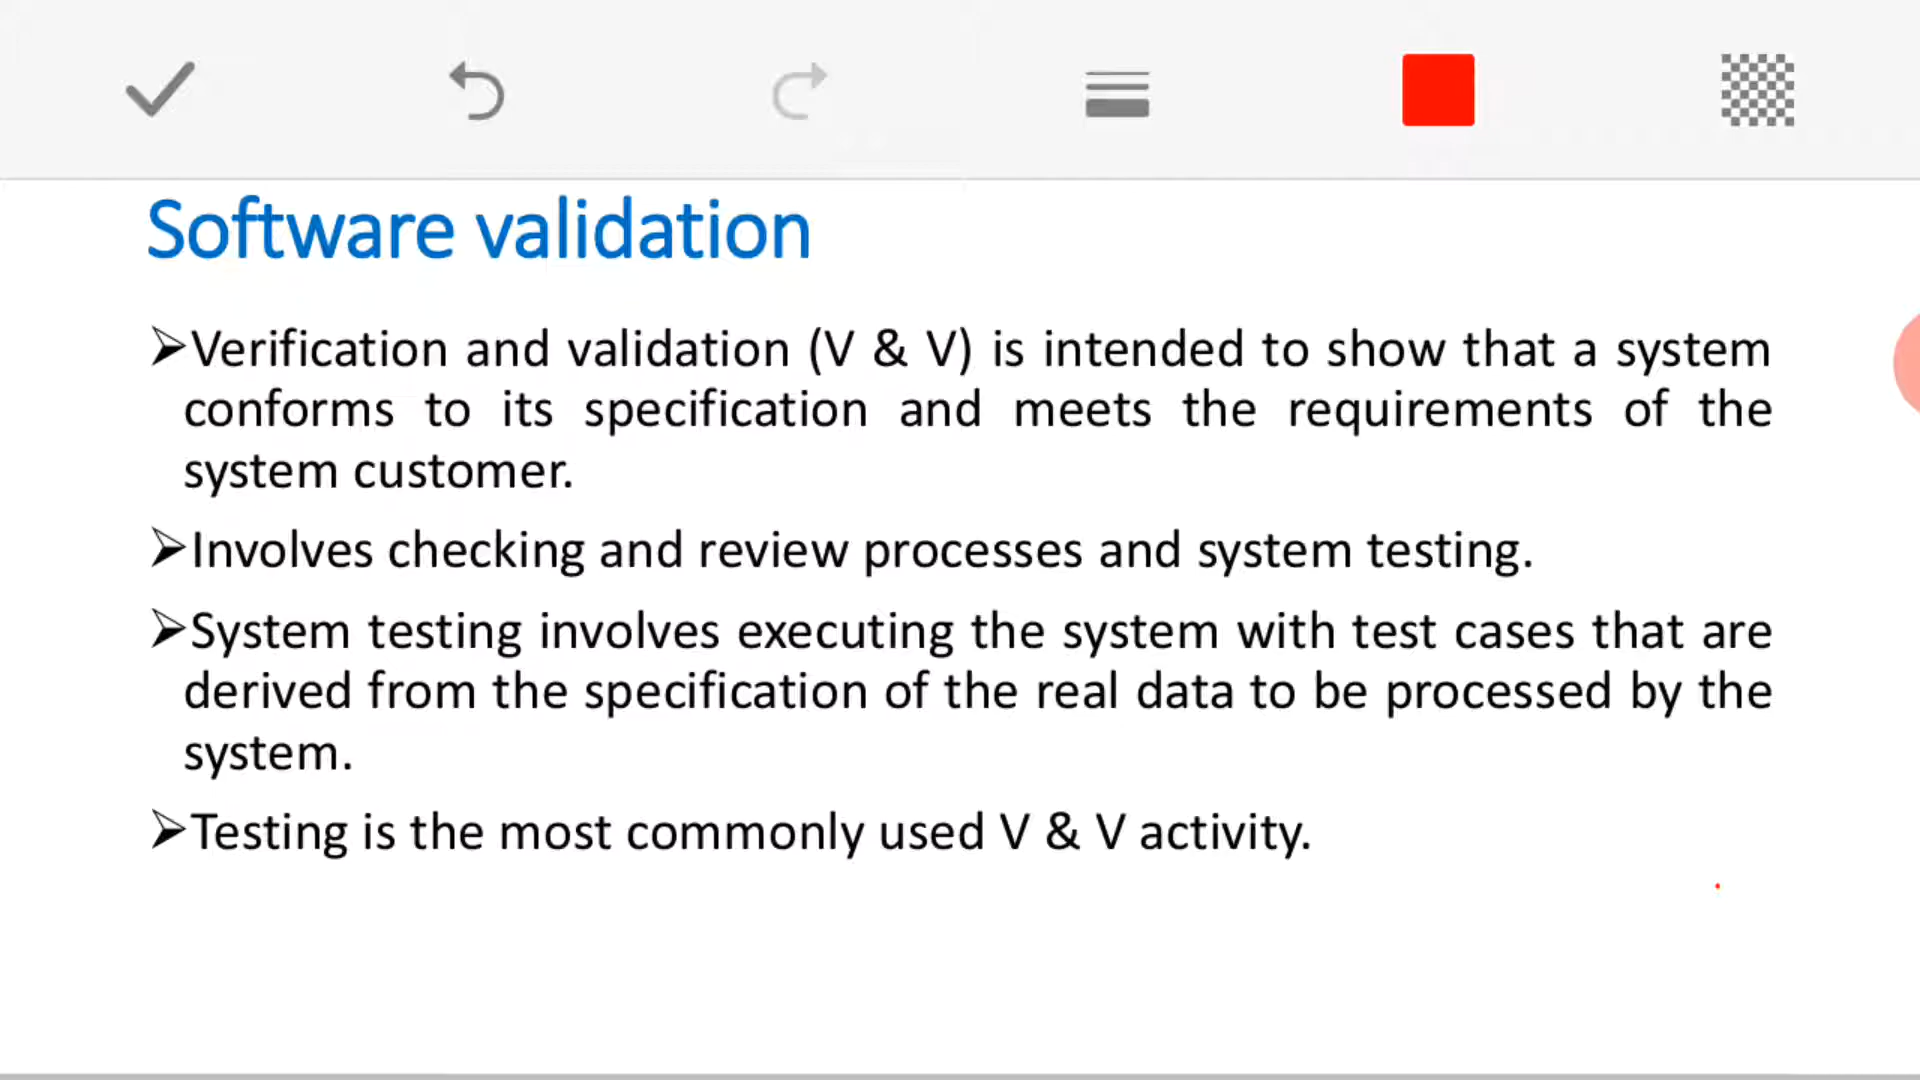 Software validation
➢Verification and validation (V & V) is intended to show that a system
conforms to its specification and meets the requirements of the
system customer.
➢Involves checking and review processes and system testing.
➢System testing involves executing the system with test cases that are
derived from the specification of the real data to be processed by the
system.
➢Testing is the most commonly used V & V activity.